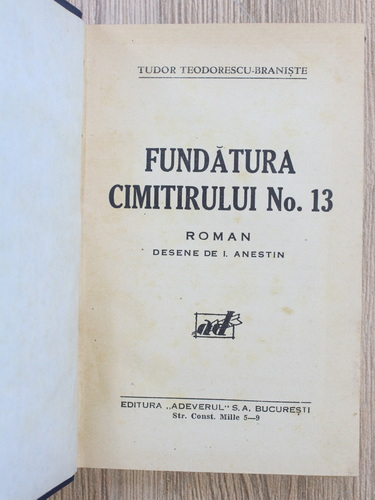 TUDOR TEODORESCU-BRANIȘTE
FUNDĂTURA
CIMITIRULUI No. 13
ROMAN
DESENE DE I. ANESTIN
ad
EDITURA „ADEVERUL" S. A. BUCUREȘTI
Str. Const. Mille 5—9